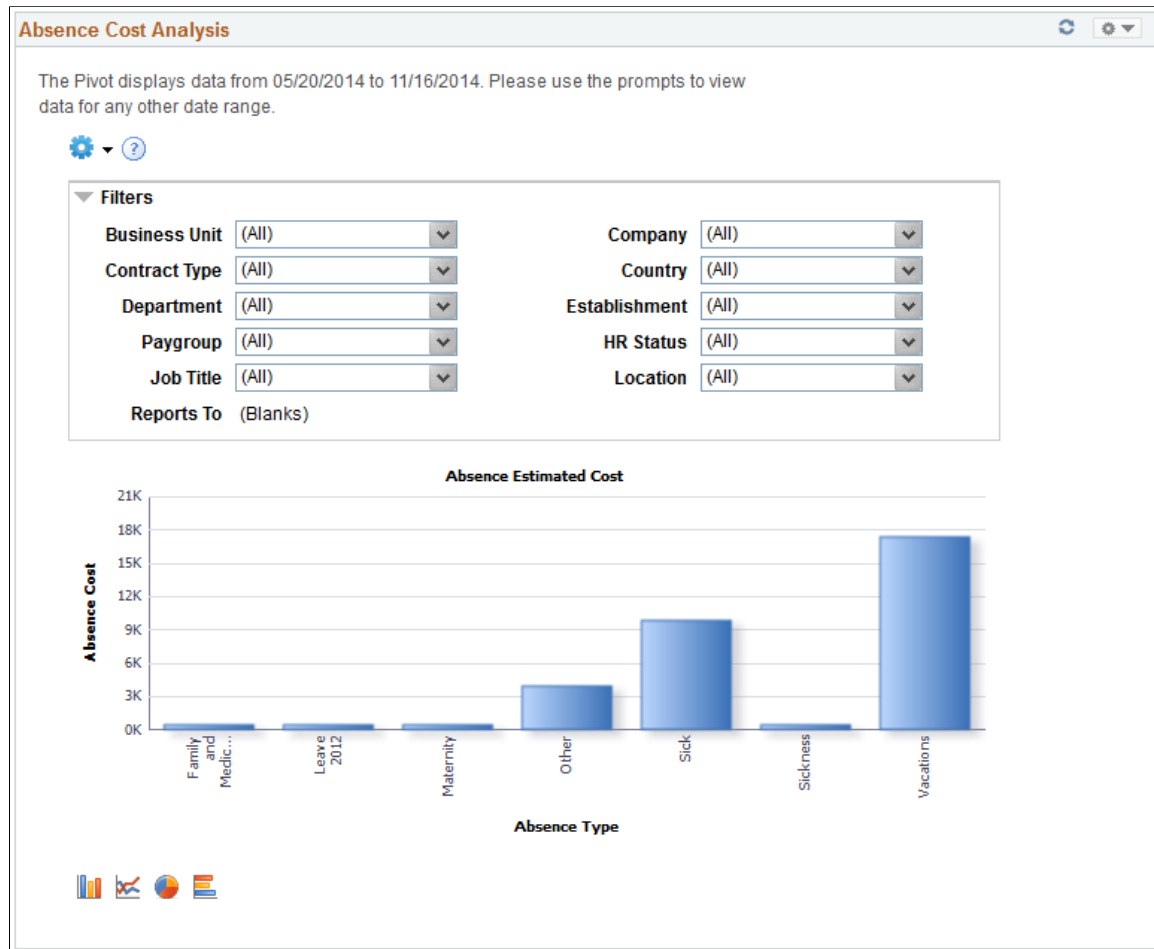 Absence Cost Analysis
The Pivot displays data from 05/20/2014 to 11/16/2014. Please use the prompts to view
data for any other date range.
?
Filters
Business Unit (All) Company (All)
Contract Type (All) Country (All)
Department (All) Establishment (All)
Paygroup (All) HR Status (All)
Job Title (All) Location (All)
Reports To (Blanks)
Absence Estimated Cost
21K
18K
15K
12K
9K
6K
3K
0K
Absence Cost
Family
and
Medic...
Leave
2012
Maternity
Other
Sick
Sickness
Vacations
Absence Type